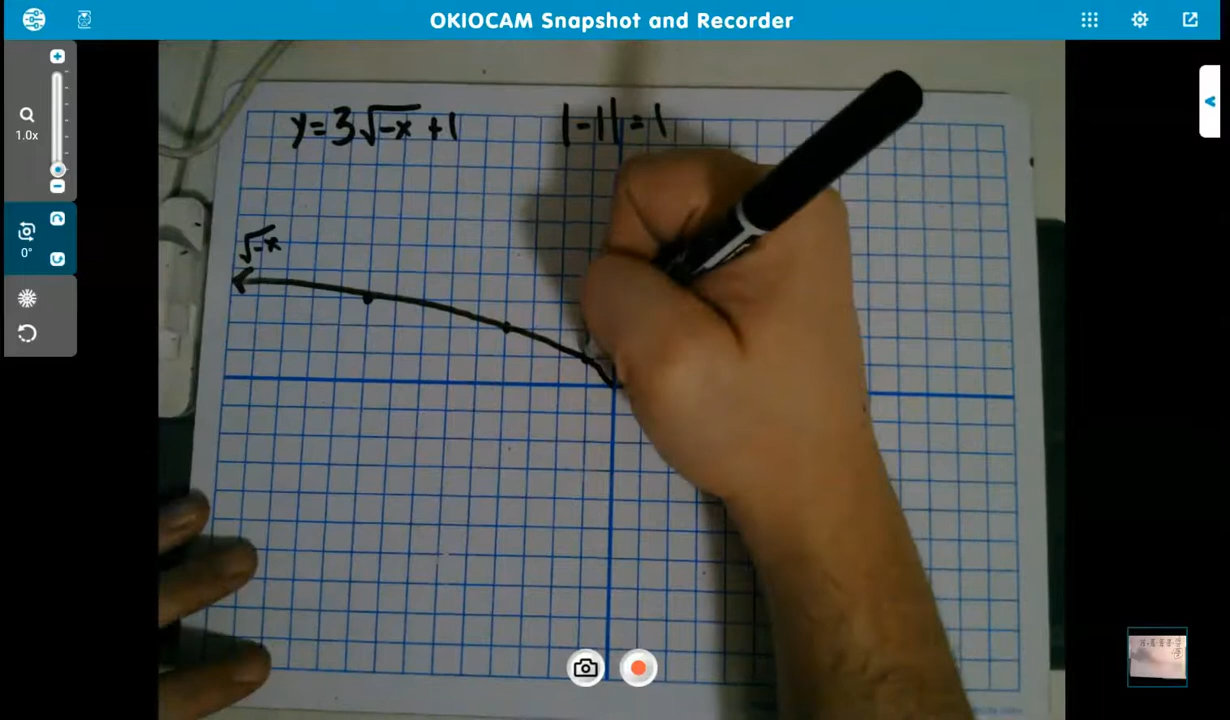 OKIOCAM Snapshot and Recorder
1.0x
0°
y=3√-x +1
|-1|=1
√-x